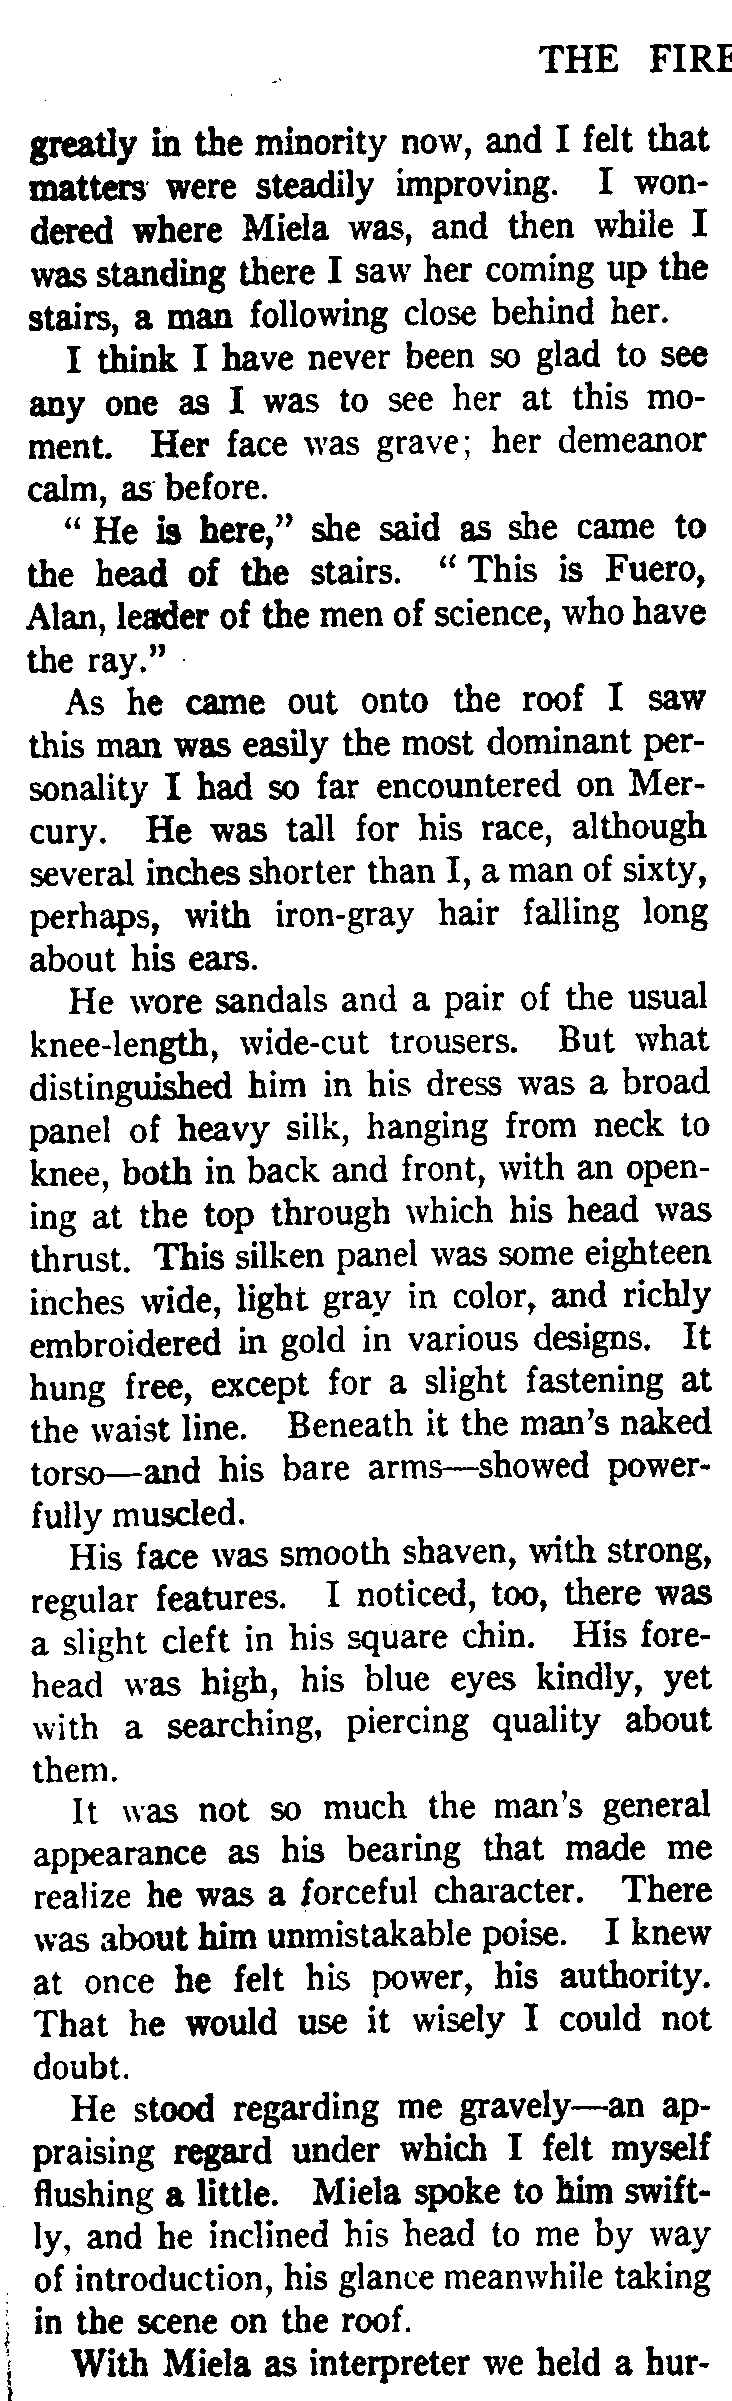 THE FIRE
greatly in the minority now, and I felt that
matters were steadily improving. I won-
dered where Miela was, and then while I
was standing there I saw her coming up the
stairs, a man following close behind her.
I think I have never been so glad to see
any one as I was to see her at this mo-
ment. Her face was grave; her demeanor
calm, as before.
“ He is here,” she said as she came to
the head of the stairs. “ This is Fuero,
Alan, leader of the men of science, who have
the ray.”
As he came out onto the roof I saw
this man was easily the most dominant per-
sonality I had so far encountered on Mer-
cury. He was tall for his race, although
several inches shorter than I, a man of sixty,
perhaps, with iron-gray hair falling long
about his ears.
He wore sandals and a pair of the usual
knee-length, wide-cut trousers. But what
distinguished him in his dress was a broad
panel of heavy silk, hanging from neck to
knee, both in back and front, with an open-
ing at the top through which his head was
thrust. This silken panel was some eighteen
inches wide, light gray in color, and richly
embroidered in gold in various designs. It
hung free, except for a slight fastening at
the waist line. Beneath it the man’s naked
torso—and his bare arms—showed power-
fully muscled.
His face was smooth shaven, with strong,
regular features. I noticed, too, there was
a slight cleft in his square chin. His fore-
head was high, his blue eyes kindly, yet
with a searching, piercing quality about
them.
It was not so much the man’s general
appearance as his bearing that made me
realize he was a forceful character. There
was about him unmistakable poise. I knew
at once he felt his power, his authority.
That he would use it wisely I could not
doubt.
He stood regarding me gravely—an ap-
praising regard under which I felt myself
flushing a little. Miela spoke to him swift-
ly, and he inclined his head to me by way
of introduction, his glance meanwhile taking
in the scene on the roof.
With Miela as interpreter we held a hur-